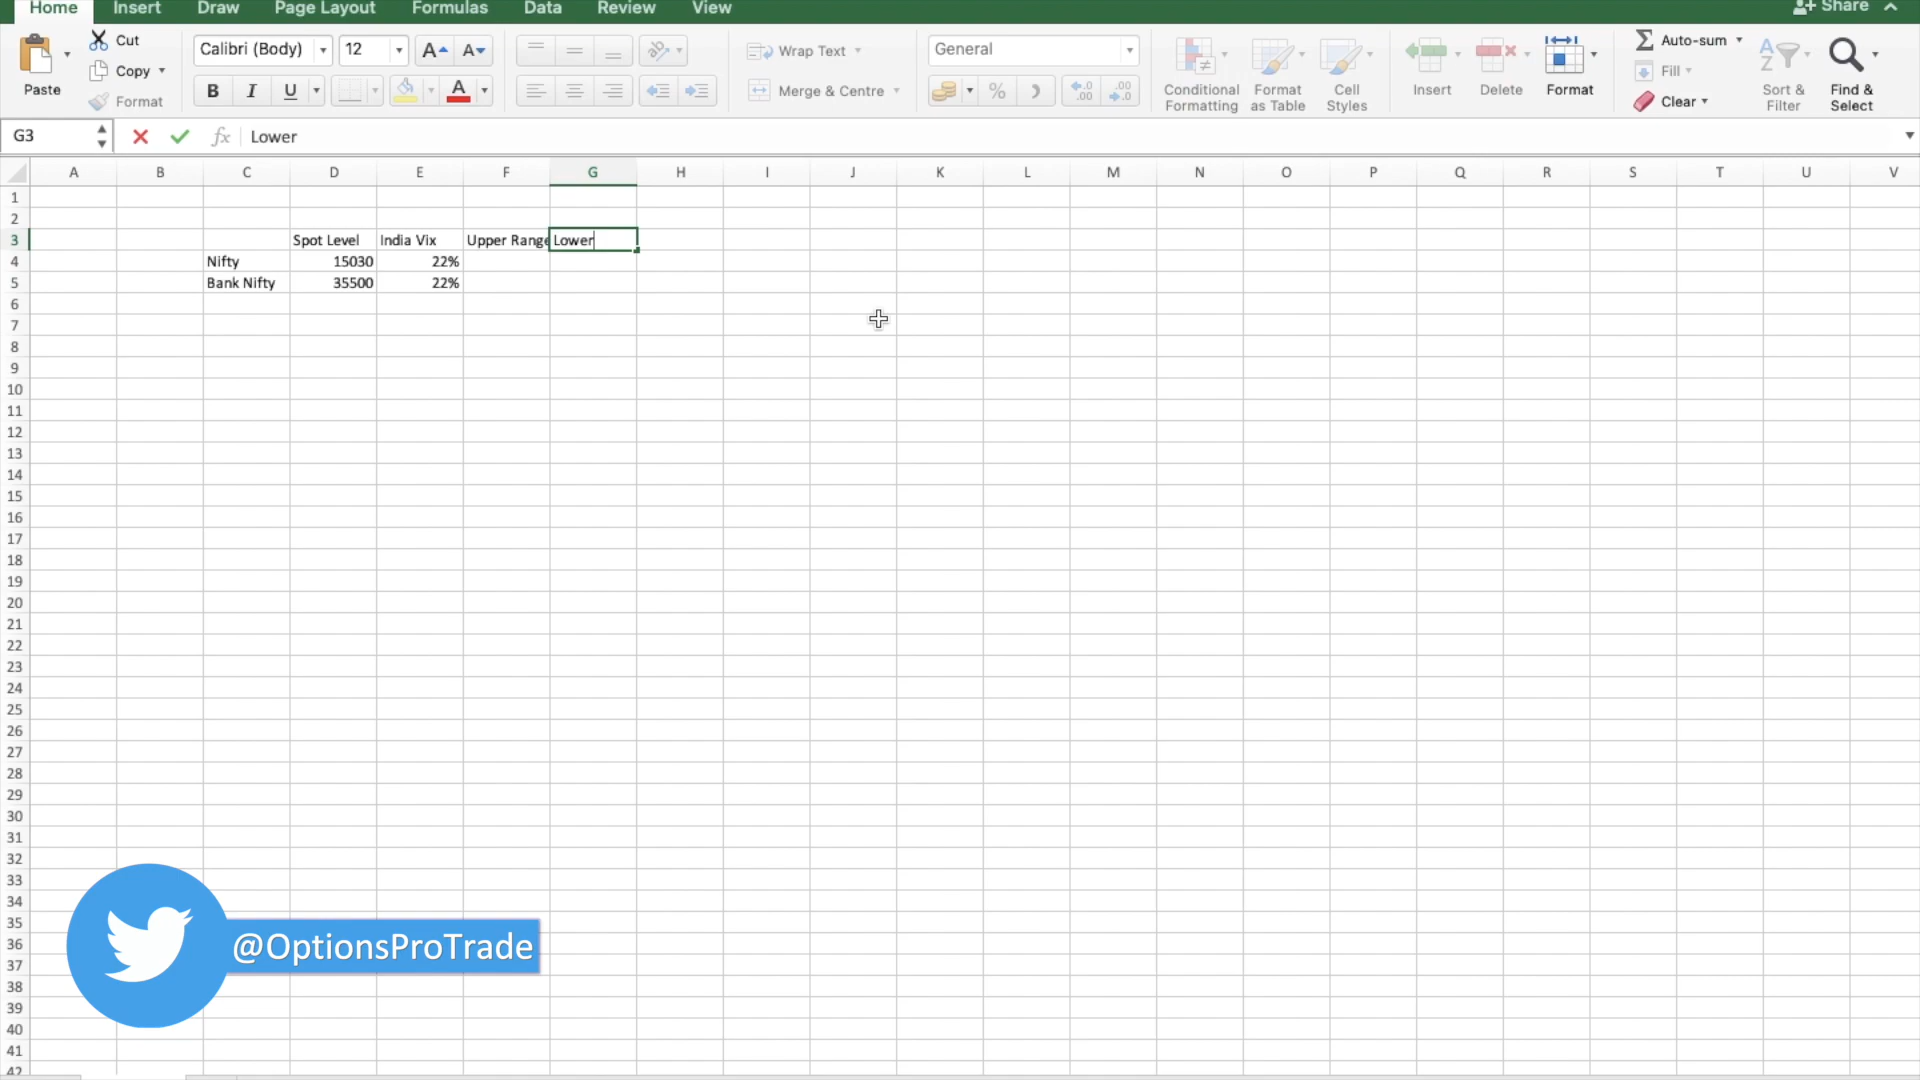 Home Insert Draw Page Layout Formulas Data Review View Share
Paste Cut Copy Format
Calibri (Body) 12 A A
B I U A
Wrap Text
Merge & Centre
General
% .0 .00 .00 .0
Conditional Formatting
Format as Table
Cell Styles
Insert Delete Format
Auto-sum
Fill
Clear
Sort & Filter
Find & Select
G3 fx Lower
A B C D E F G H I J K L M N O P Q R S T U V
1
2
3 Spot Level India Vix Upper Range Lower
4 Nifty 15030 22%
5 Bank Nifty 35500 22%
6
7
8
9
10
11
12
13
14
15
16
17
18
19
20
21
22
23
24
25
26
27
28
29
30
31
32
33
34
35
36
37
38
39
40
41
42
@OptionsProTrade